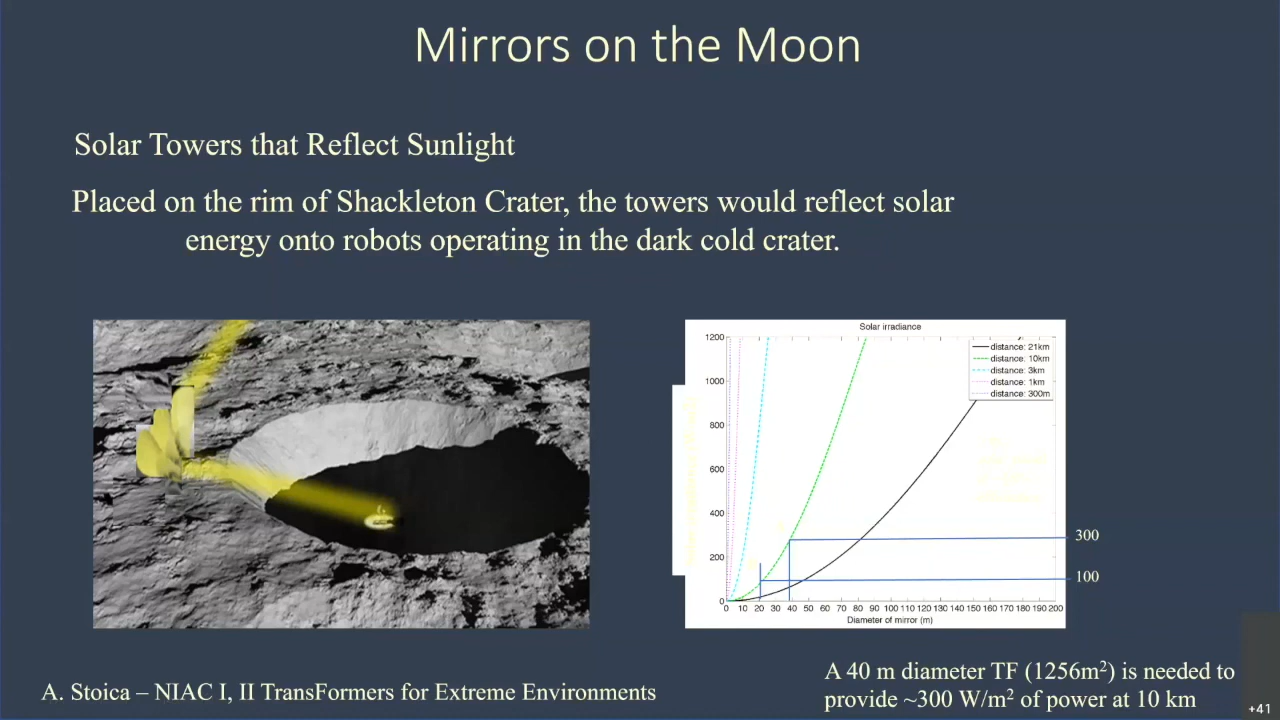 Mirrors on the Moon
Solar Towers that Reflect Sunlight
Placed on the rim of Shackleton Crater, the towers would reflect solar
energy onto robots operating in the dark cold crater.
Solar irradiance
1200
1000
800
600
400
200
0
distance: 21km
distance: 10km
distance: 3km
distance: 1km
distance: 300m
300
100
0 10 20 30 40 50 60 70 80 90 100 110 120 130 140 150 160 170 180 190 200
Diameter of mirror (m)
A. Stoica – NIAC I, II TransFormers for Extreme Environments
A 40 m diameter TF (1256m²) is needed to
provide ~300 W/m² of power at 10 km
+41